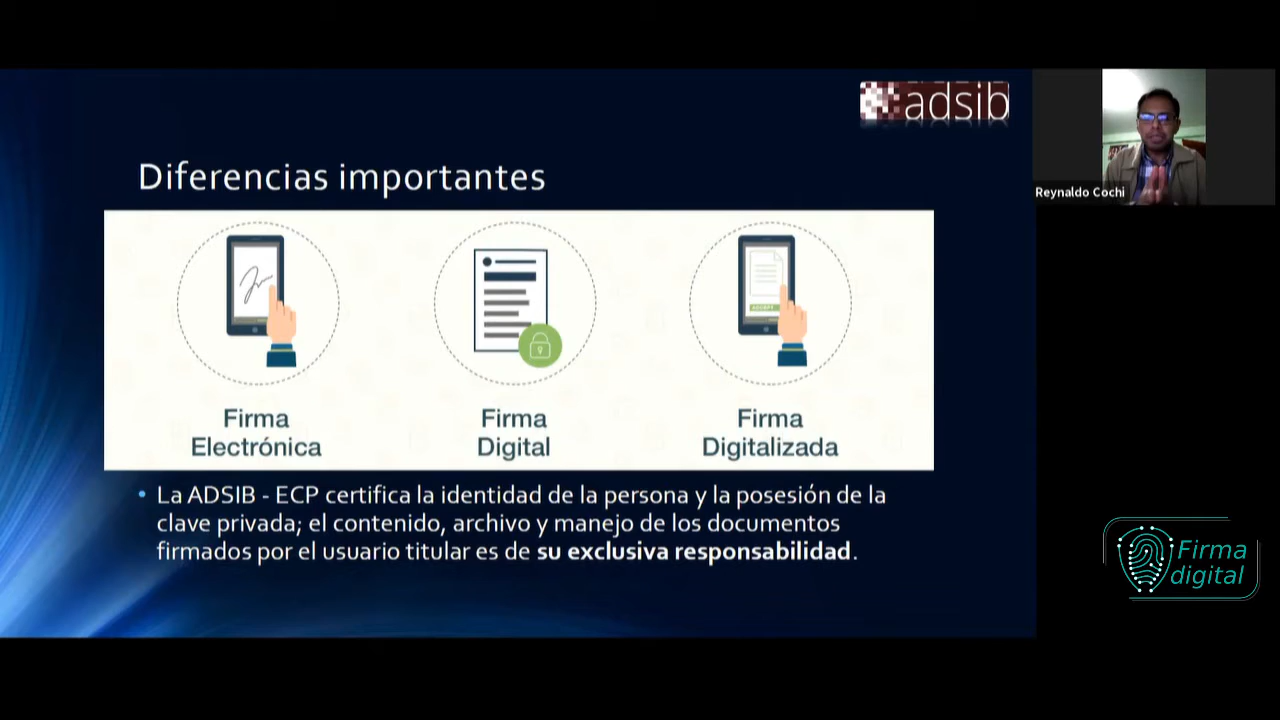 adsib
Diferencias importantes
Reynaldo Cochi
Firma
Electrónica
Firma
Digital
Firma
Digitalizada
• La ADSIB - ECP certifica la identidad de la persona y la posesión de la
clave privada; el contenido, archivo y manejo de los documentos
firmados por el usuario titular es de su exclusiva responsabilidad.
Firma
digital